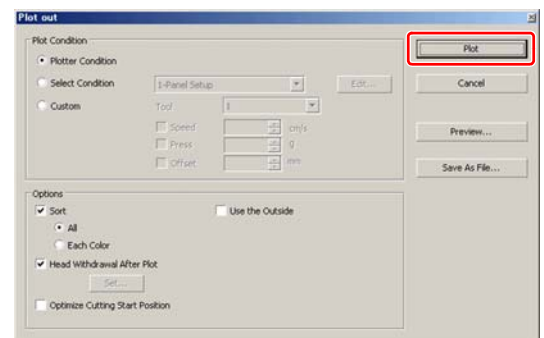 Plot out
Plot Condition
Plotter Condition
Select Condition
1-Panel Setup
Edit...
Custom
Tool
1
Speed
cm/s
Press
g
Offset
mm
Options
Sort
Use the Outside
All
Each Color
Head Withdrawal After Plot
Set...
Optimize Cutting Start Position
Plot
Cancel
Preview...
Save As File...